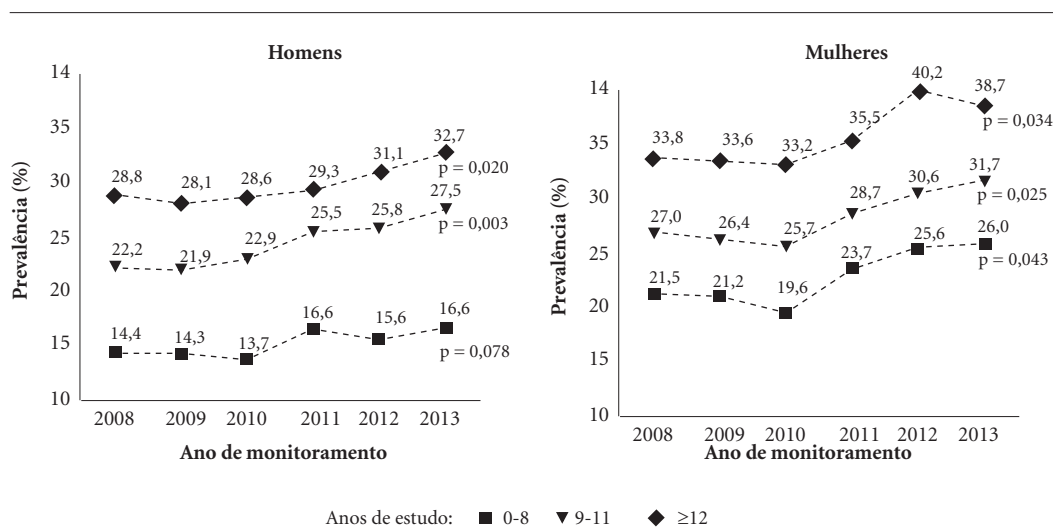 Homens
14
35
30
25
20
15
10
Prevalência (%)
28,8 28,1 28,6 29,3 31,1 32,7
p = 0,020
22,2 21,9 22,9 25,5 25,8 27,5
p = 0,003
14,4 14,3 13,7 16,6 15,6 16,6
p = 0,078
2008 2009 2010 2011 2012 2013
Ano de monitoramento
Mulheres
14
35
30
25
20
15
10
Prevalência (%)
33,8 33,6 33,2 35,5 40,2 38,7
p = 0,034
27,0 26,4 25,7 28,7 30,6 31,7
p = 0,025
21,5 21,2 19,6 23,7 25,6 26,0
p = 0,043
2008 2009 2010 2011 2012 2013
Ano de monitoramento
Anos de estudo: 0-8 9-11 ≥12